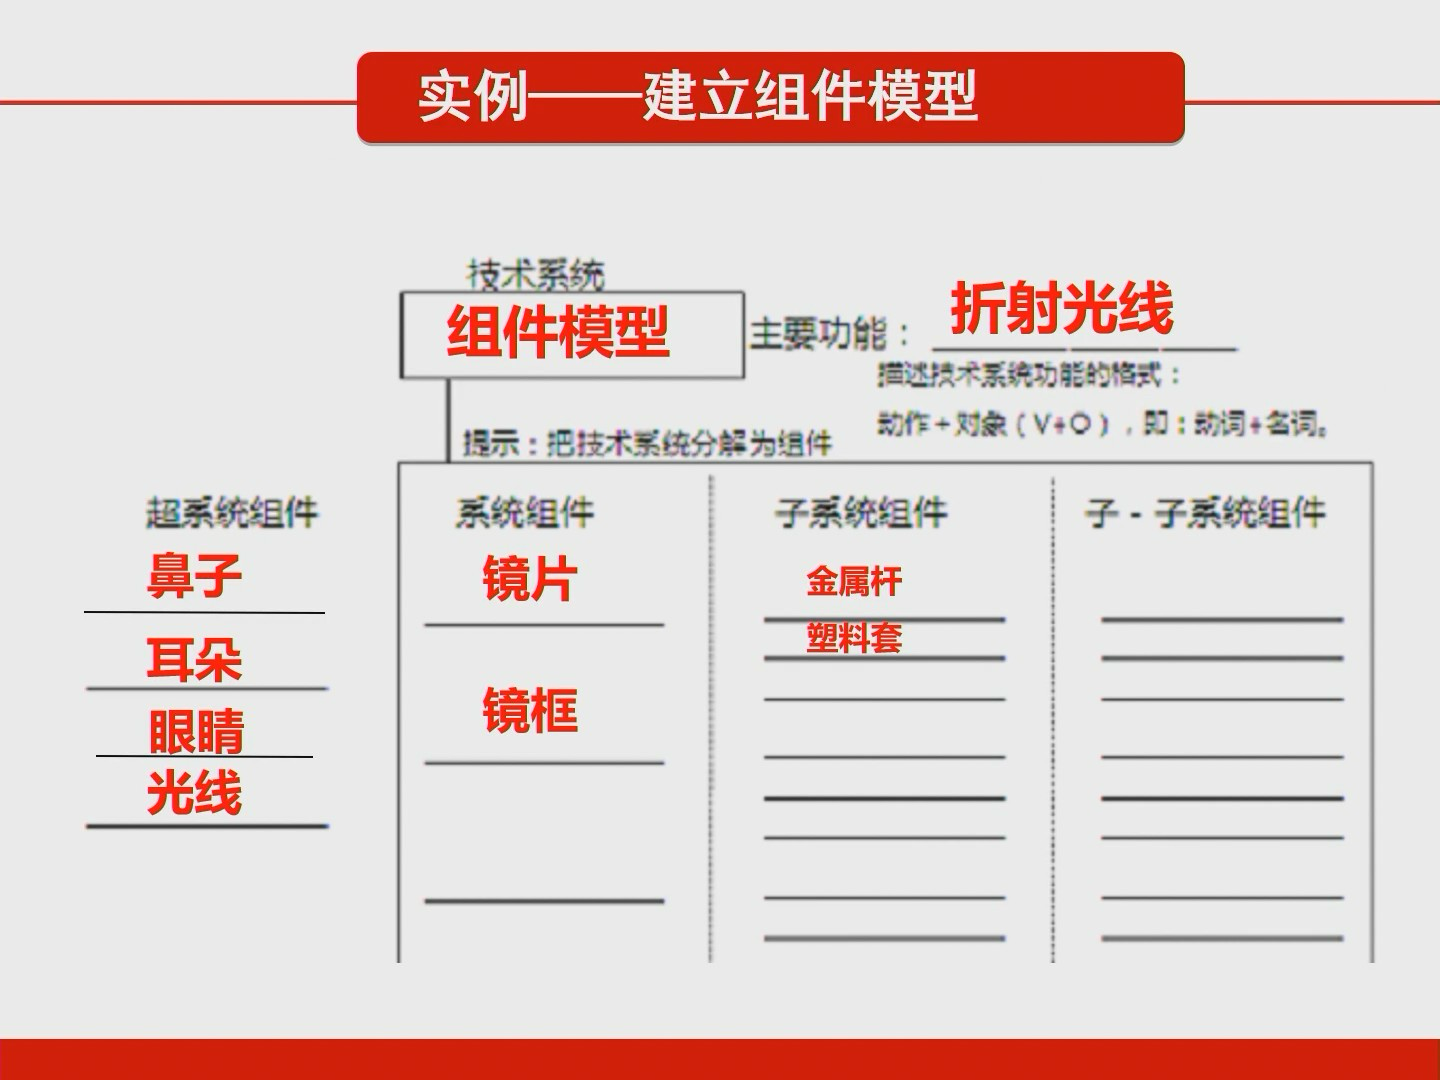 实例——建立组件模型
技术系统
组件模型
主要功能：
折射光线
描述技术系统功能的格式：
动作+对象（V+O），即：动词+名词。
提示：把技术系统分解为组件
超系统组件
系统组件
子系统组件
子-子系统组件
鼻子
镜片
金属杆
塑料套
耳朵
镜框
眼睛
光线